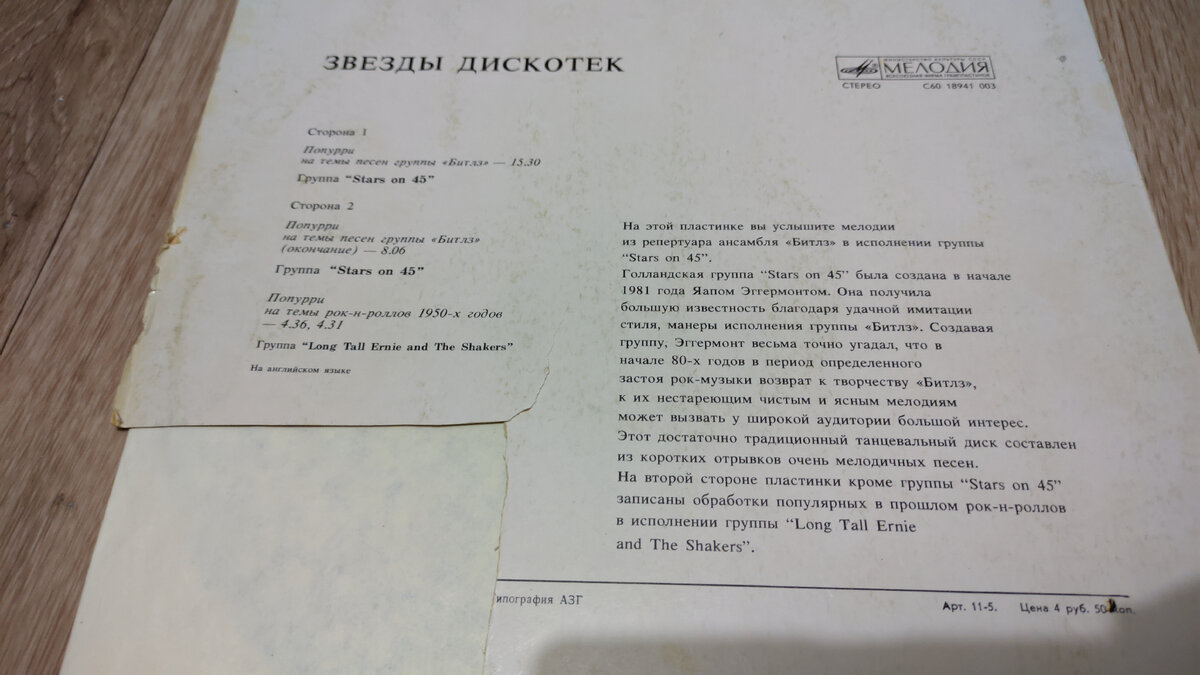 ЗВЕЗДЫ ДИСКОТЕК
МИНИСТЕРСТВО КУЛЬТУРЫ СССР
МЕЛОДИЯ
ВСЕСОЮЗНАЯ ФИРМА ГРАМПЛАСТИНОК
СТЕРЕО С60 18941 003
Сторона 1
Попурри
на темы песен группы «Битлз» — 15.30
Группа "Stars on 45"
Сторона 2
Попурри
на темы песен группы «Битлз»
(окончание) — 8.06
Группа "Stars on 45"
Попурри
на темы рок-н-роллов 1950-х годов
— 4.36, 4.31
Группа "Long Tall Ernie and The Shakers"
На английском языке
На этой пластинке вы услышите мелодии
из репертуара ансамбля «Битлз» в исполнении группы
"Stars on 45".
Голландская группа "Stars on 45" была создана в начале
1981 года Яапом Эггермонтом. Она получила
большую известность благодаря удачной имитации
стиля, манеры исполнения группы «Битлз». Создавая
группу, Эггермонт весьма точно угадал, что в
начале 80-х годов в период определенного
застоя рок-музыки возврат к творчеству «Битлз»,
к их нестареющим чистым и ясным мелодиям
может вызвать у широкой аудитории большой интерес.
Этот достаточно традиционный танцевальный диск составлен
из коротких отрывков очень мелодичных песен.
На второй стороне пластинки кроме группы "Stars on 45"
записаны обработки популярных в прошлом рок-н-роллов
в исполнении группы "Long Tall Ernie
and The Shakers".
ипография АЗГ
Арт. 11-5. Цена 4 руб. 50 коп.